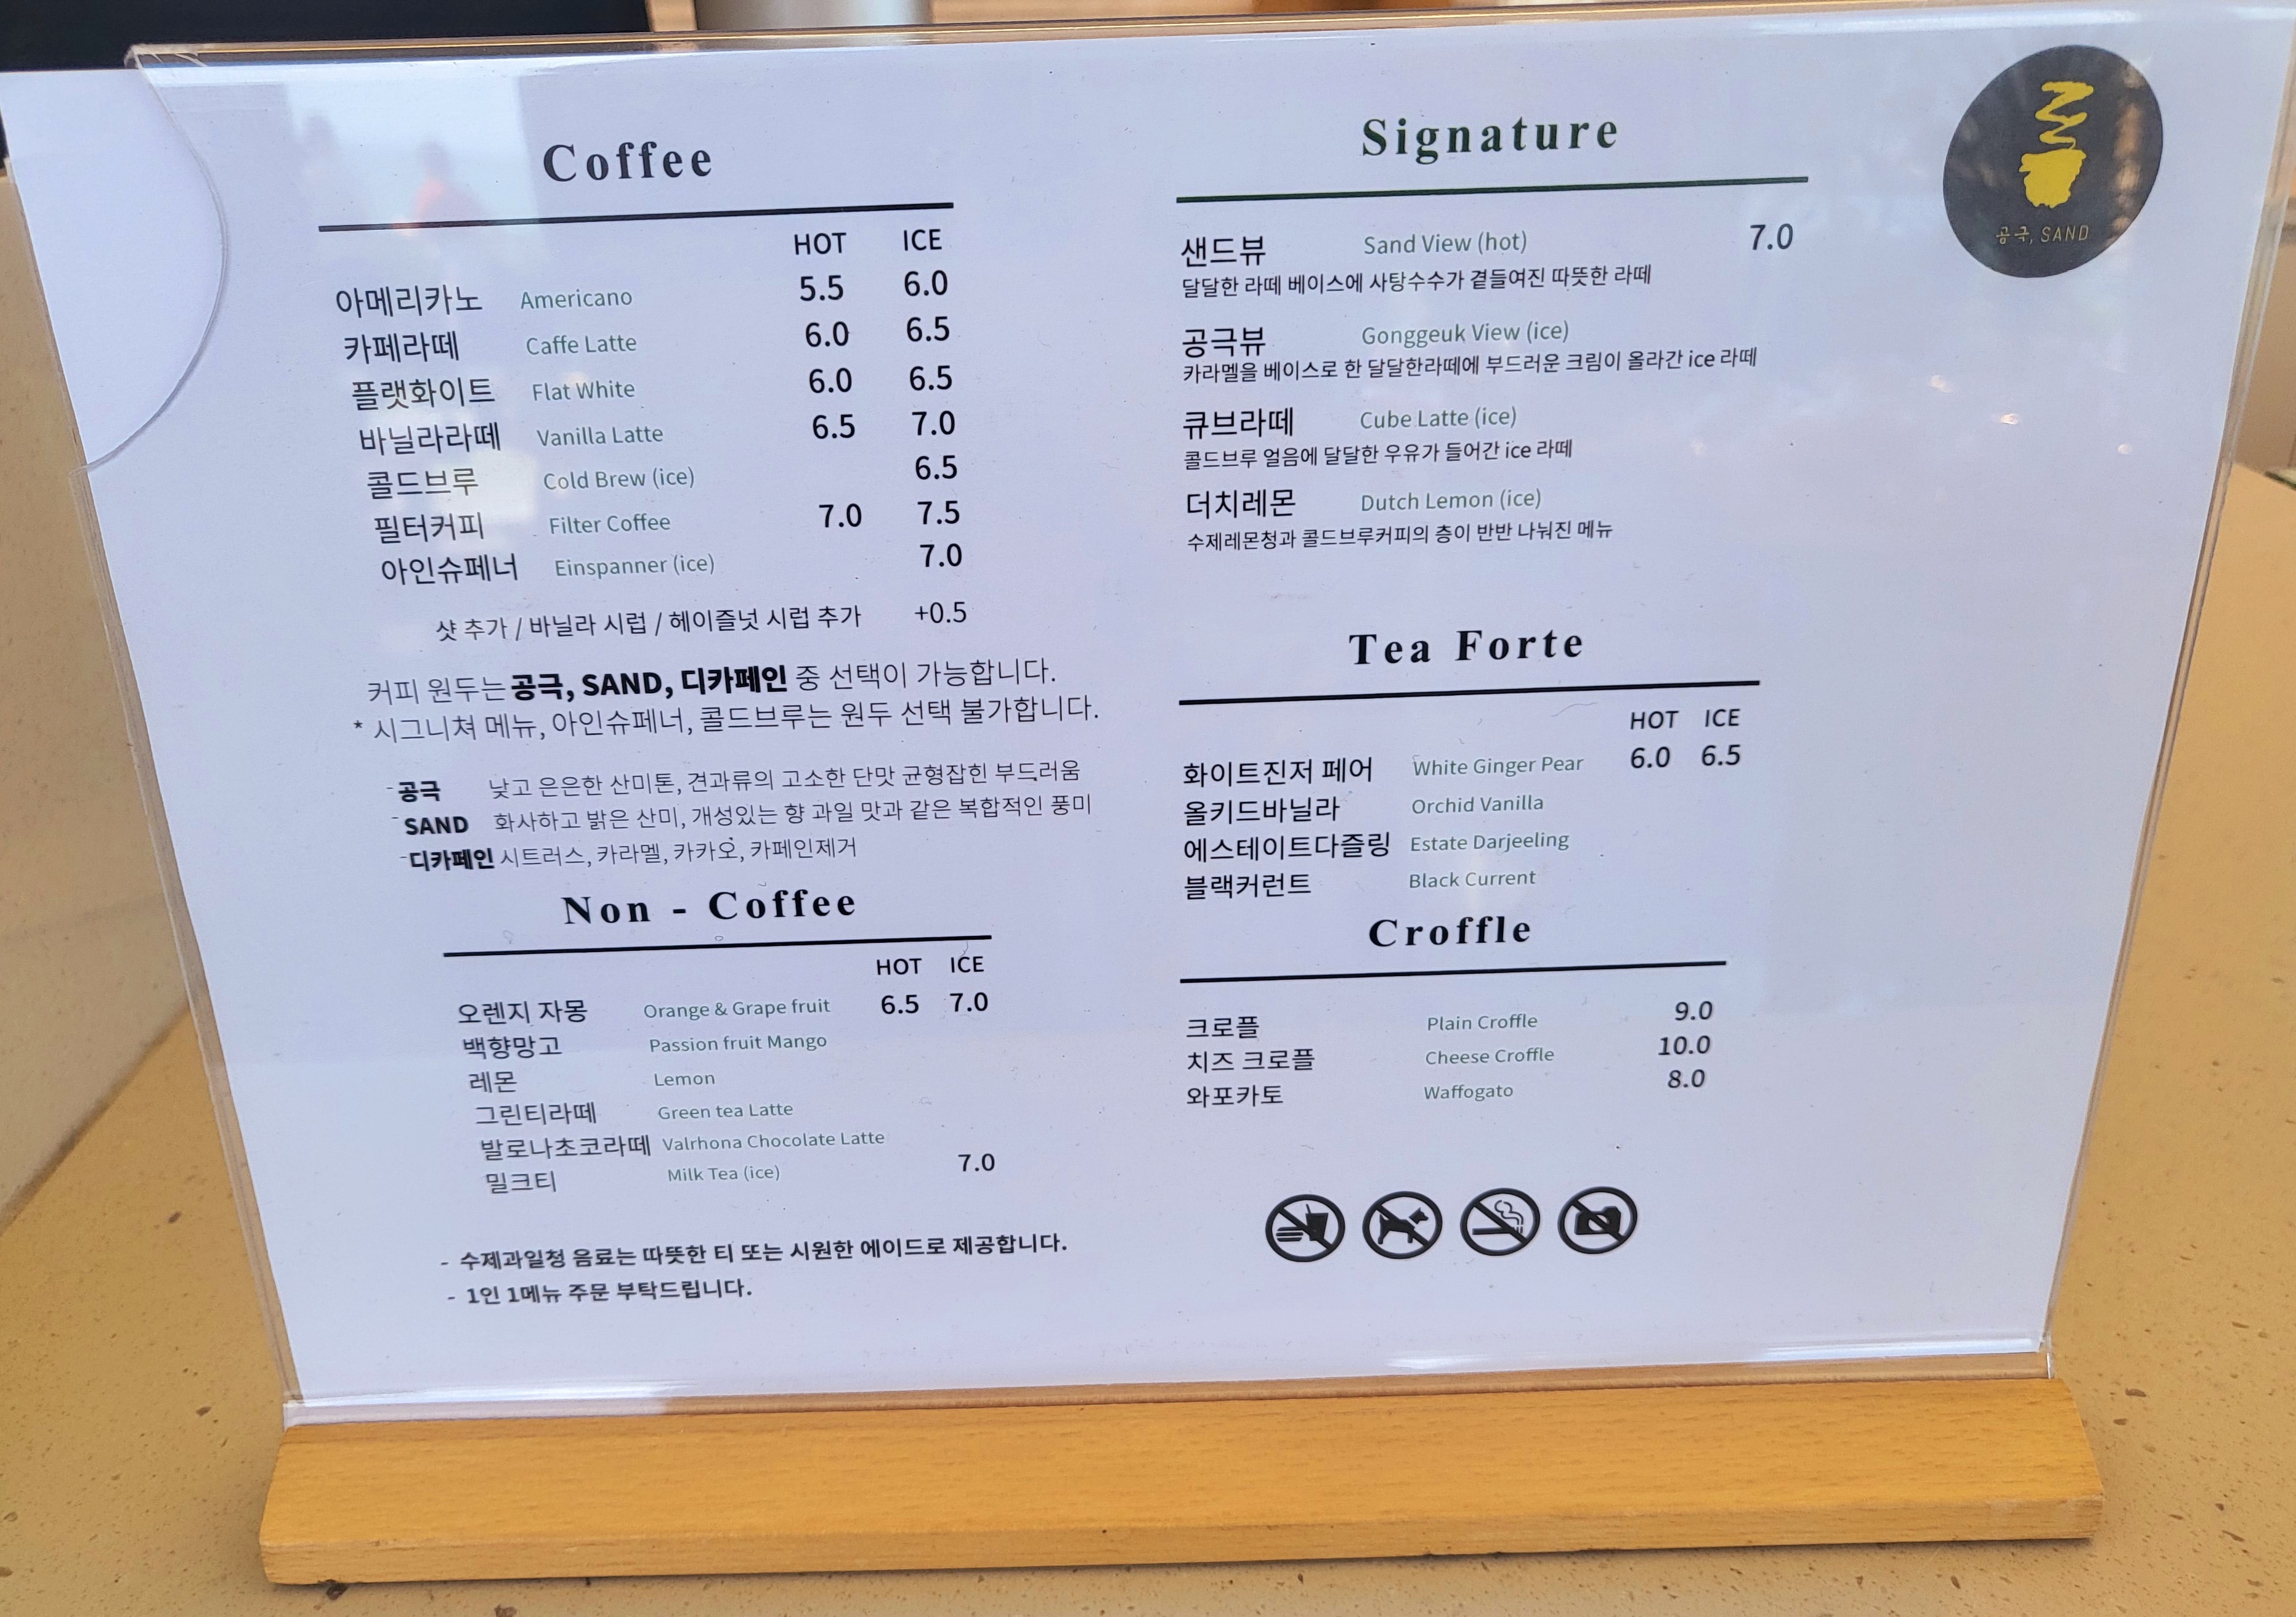 Coffee
HOT ICE
아메리카노 Americano 5.5 6.0
카페라떼 Caffe Latte 6.0 6.5
플랫화이트 Flat White 6.0 6.5
바닐라라떼 Vanilla Latte 6.5 7.0
콜드브루 Cold Brew (ice) 6.5
필터커피 Filter Coffee 7.0 7.5
아인슈페너 Einspanner (ice) 7.0
샷 추가 / 바닐라 시럽 / 헤이즐넛 시럽 추가 +0.5
커피 원두는 공극, SAND, 디카페인 중 선택이 가능합니다.
* 시그니쳐 메뉴, 아인슈페너, 콜드브루는 원두 선택 불가합니다.
- 공극 낮고 은은한 산미톤, 견과류의 고소한 단맛 균형잡힌 부드러움
- SAND 화사하고 밝은 산미, 개성있는 향 과일 맛과 같은 복합적인 풍미
- 디카페인 시트러스, 카라멜, 카카오, 카페인제거
Non - Coffee
HOT ICE
오렌지 자몽 Orange & Grape fruit 6.5 7.0
백향망고 Passion fruit Mango
레몬 Lemon
그린티라떼 Green tea Latte
발로나초코라떼 Valrhona Chocolate Latte
밀크티 Milk Tea (ice) 7.0
- 수제과일청 음료는 따뜻한 티 또는 시원한 에이드로 제공합니다.
- 1인 1메뉴 주문 부탁드립니다.
Signature
샌드뷰 Sand View (hot) 7.0
달달한 라떼 베이스에 사탕수수가 곁들여진 따뜻한 라떼
공극뷰 Gonggeuk View (ice)
카라멜을 베이스로 한 달달한라떼에 부드러운 크림이 올라간 ice 라떼
큐브라떼 Cube Latte (ice)
콜드브루 얼음에 달달한 우유가 들어간 ice 라떼
더치레몬 Dutch Lemon (ice)
수제레몬청과 콜드브루커피의 층이 반반 나눠진 메뉴
Tea Forte
HOT ICE
화이트진저 페어 White Ginger Pear 6.0 6.5
올키드바닐라 Orchid Vanilla
에스테이트다즐링 Estate Darjeeling
블랙커런트 Black Current
Croffle
크로플 Plain Croffle 9.0
치즈 크로플 Cheese Croffle 10.0
와포카토 Waffogato 8.0
공극, SAND